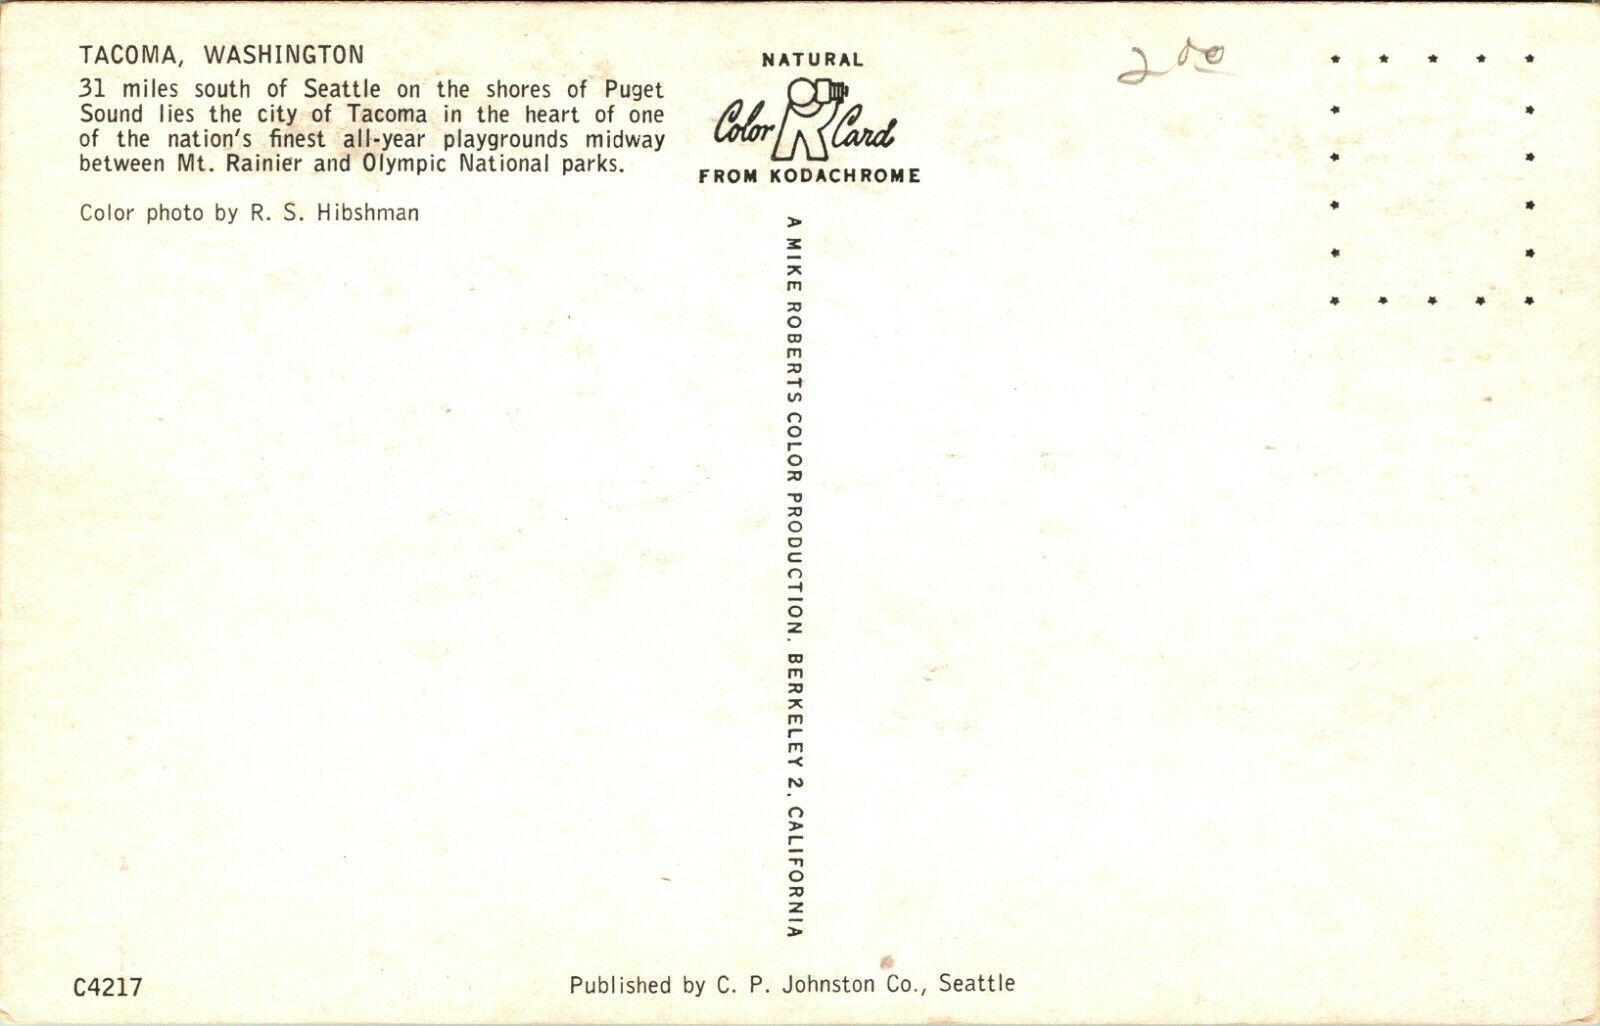 TACOMA, WASHINGTON
31 miles south of Seattle on the shores of Puget
Sound lies the city of Tacoma in the heart of one
of the nation's finest all-year playgrounds midway
between Mt. Rainier and Olympic National parks.
Color photo by R. S. Hibshman
NATURAL
Color Card
FROM KODACHROME
2 00
A MIKE ROBERTS COLOR PRODUCTION. BERKELEY 2, CALIFORNIA
C4217
Published by C. P. Johnston Co., Seattle